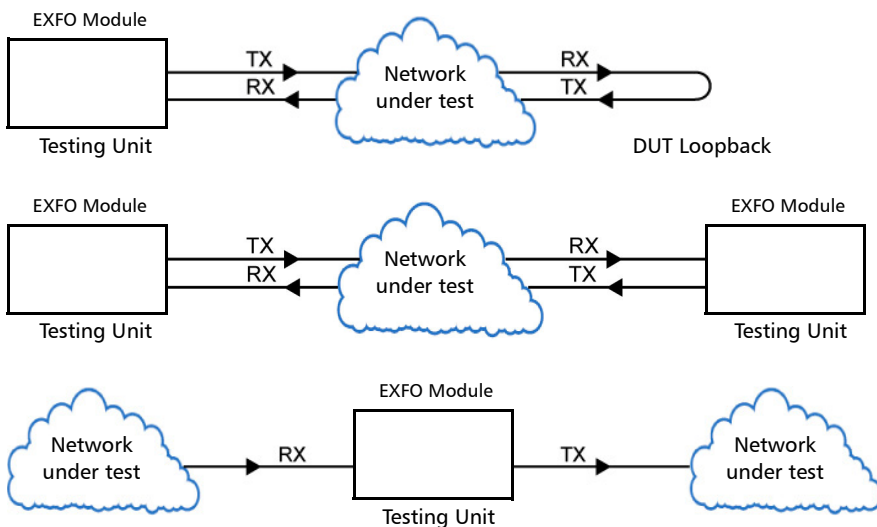 EXFO Module
TX
RX
Network
under test
RX
TX
Testing Unit
DUT Loopback
EXFO Module
EXFO Module
TX
RX
Network
under test
RX
TX
Testing Unit
Testing Unit
EXFO Module
Network
under test
RX
TX
Network
under test
Testing Unit